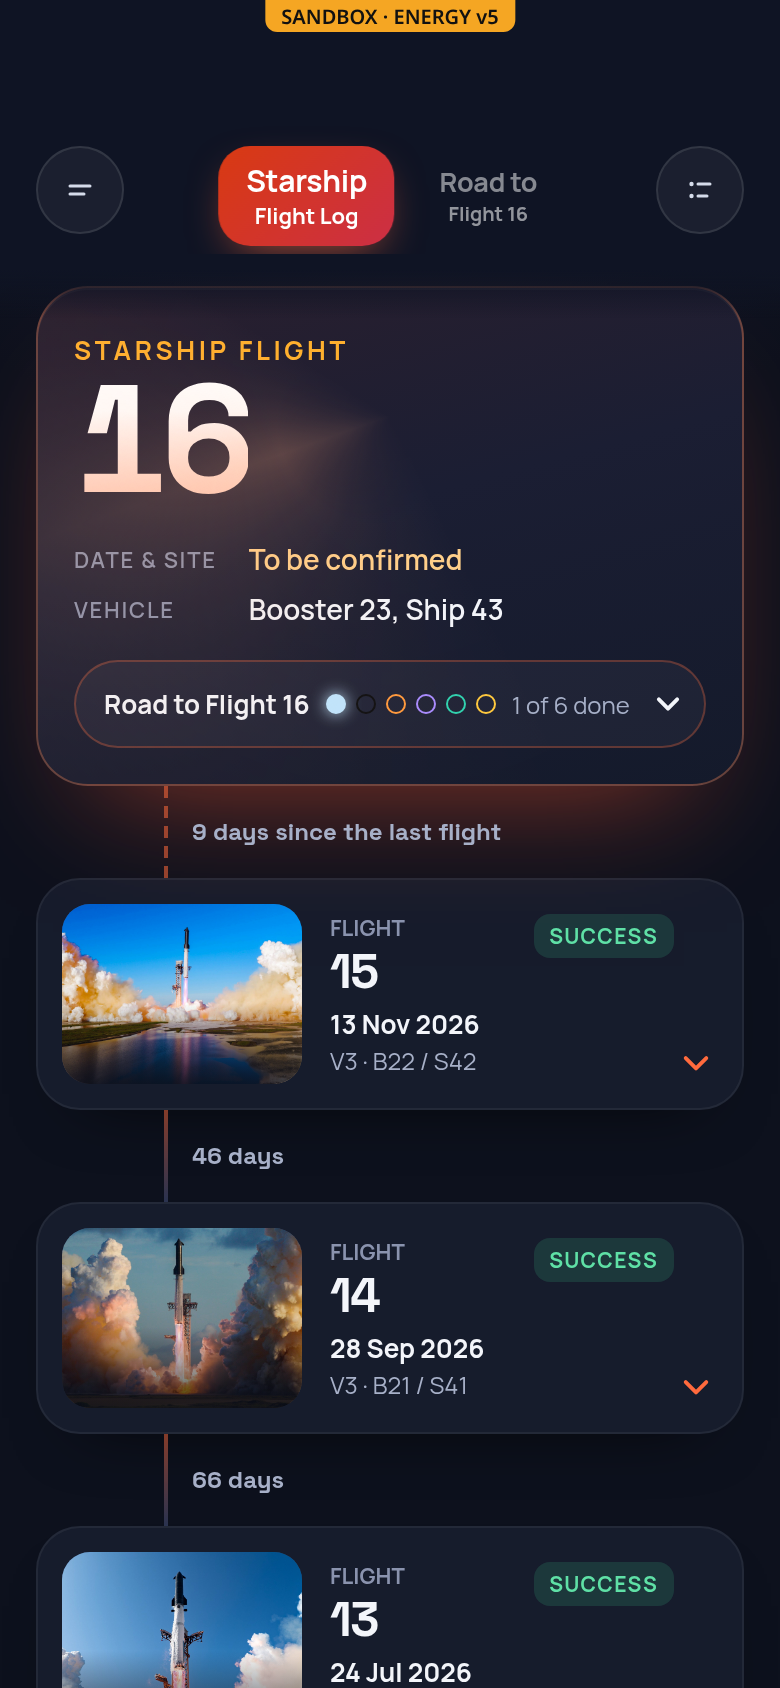 SANDBOX · ENERGY v5
Starship
Flight Log
Road to
Flight 16
STARSHIP FLIGHT
16
DATE & SITE
To be confirmed
VEHICLE
Booster 23, Ship 43
Road to Flight 16
1 of 6 done
9 days since the last flight
FLIGHT
SUCCESS
15
13 Nov 2026
V3 · B22 / S42
46 days
FLIGHT
SUCCESS
14
28 Sep 2026
V3 · B21 / S41
66 days
FLIGHT
SUCCESS
13
24 Jul 2026